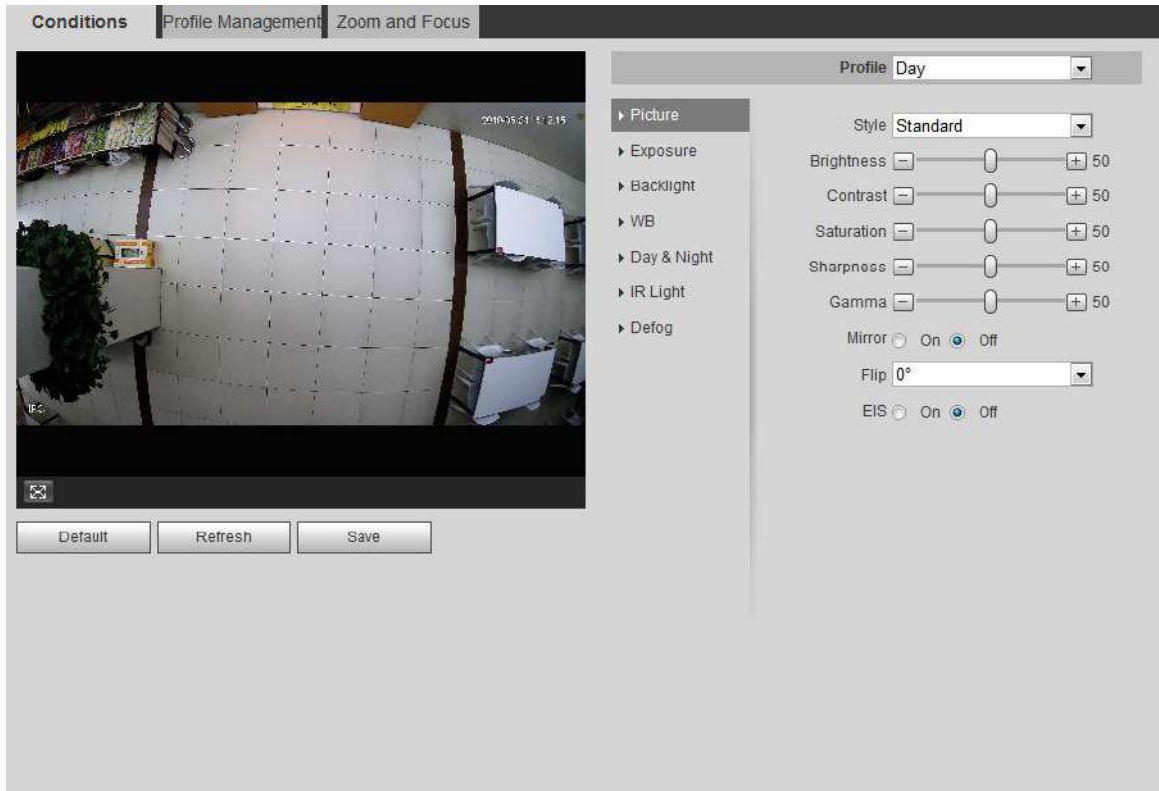 Conditions Profile Management Zoom and Focus
Profile Day
Picture
Exposure
Backlight
WB
Day & Night
IR Light
Defog
Style Standard
Brightness - + 50
Contrast - + 50
Saturation - + 50
Sharpness - + 50
Gamma - + 50
Mirror On Off
Flip 0°
EIS On Off
Default Refresh Save